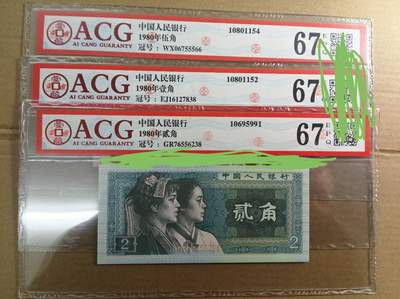 ACG
AI CANG GUARANTY
中国人民银行
1980年伍角
冠号：WX06755566
10801154
67
E
ACG
AI CANG GUARANTY
中国人民银行
1980年壹角
冠号：EJ16127838
10801152
67
E
ACG
AI CANG GUARANTY
中国人民银行
1980年贰角
冠号：GR76556238
10695991
67
E
P
Q
中国人民银行
贰角
2
2